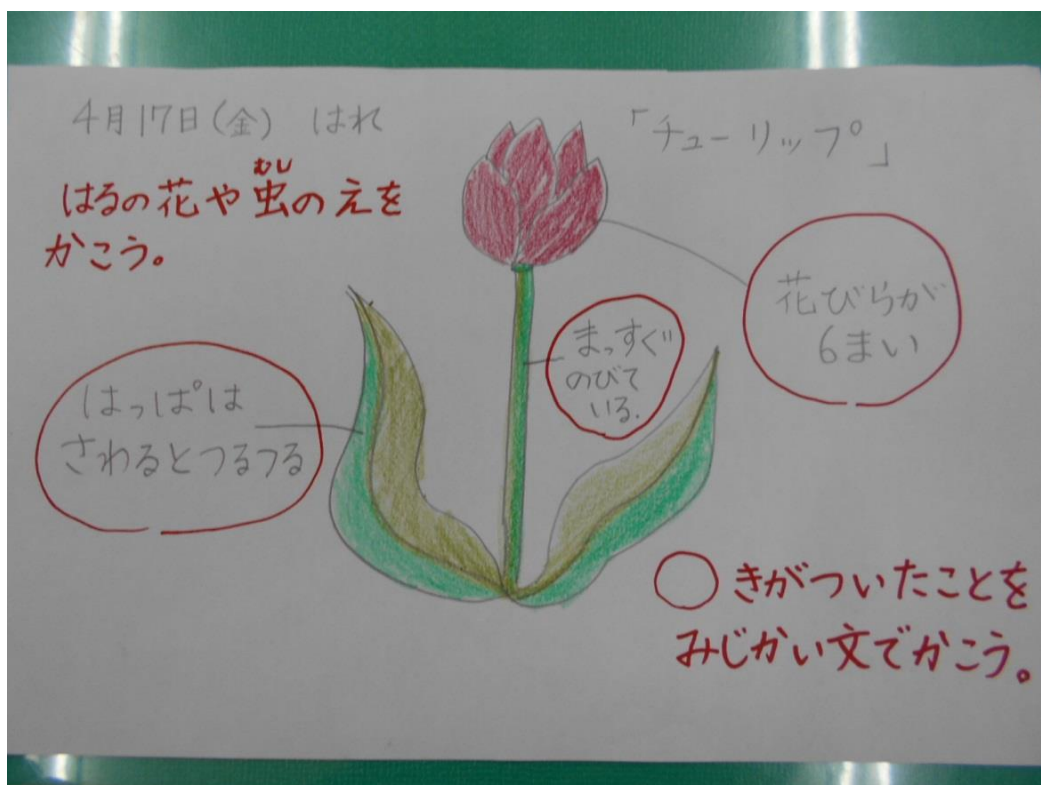 4月17日(金) はれ
「チューリップ」
むし
はるの花や虫のえを
かこう。
花びらが
6まい
まっすぐ
のびて
いる.
はっぱは
さわるとつるつる
○きがついたことを
みじかい文でかこう。